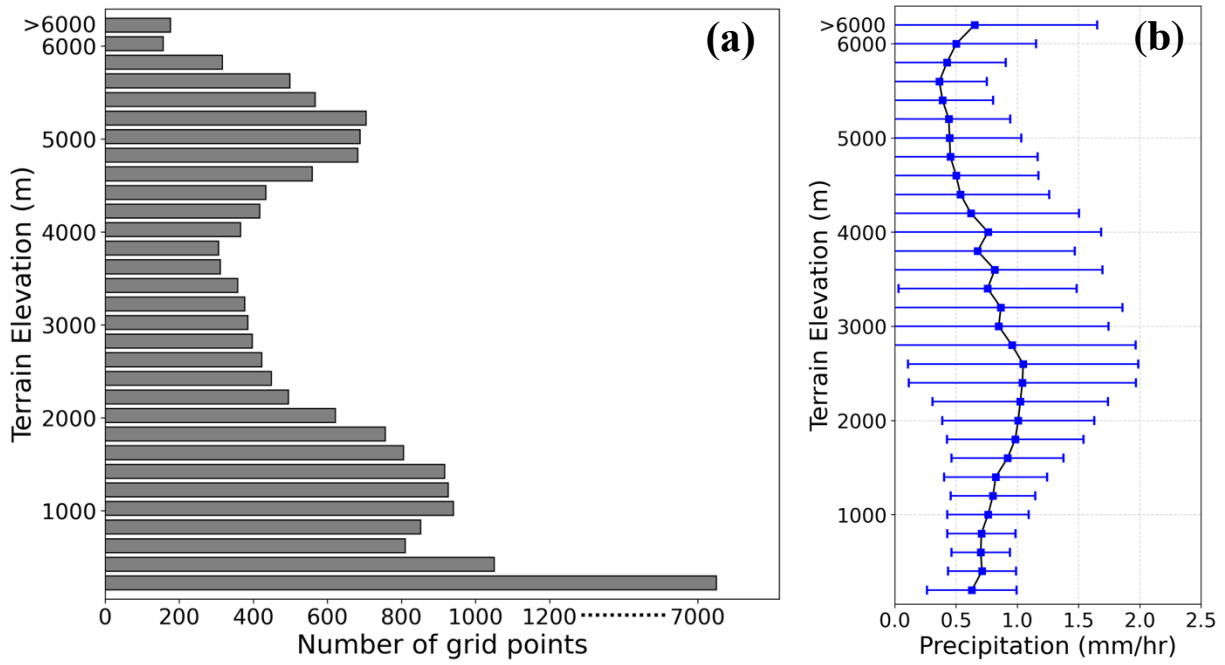 (a)
Terrain Elevation (m)
>6000
6000
5000
4000
3000
2000
1000
0 200 400 600 800 1000 1200 7000
Number of grid points
(b)
Terrain Elevation (m)
>6000
6000
5000
4000
3000
2000
1000
0.0 0.5 1.0 1.5 2.0 2.5
Precipitation (mm/hr)